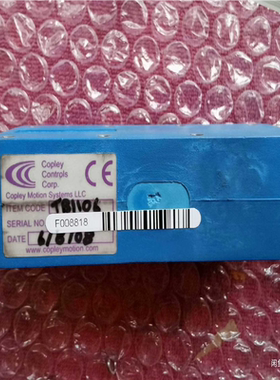 Copley
Controls
Corp.
CE
Copley Motion Systems LLC
ITEM CODE TB1106
SERIAL NO F008818
DATE
www.copleymotion.com